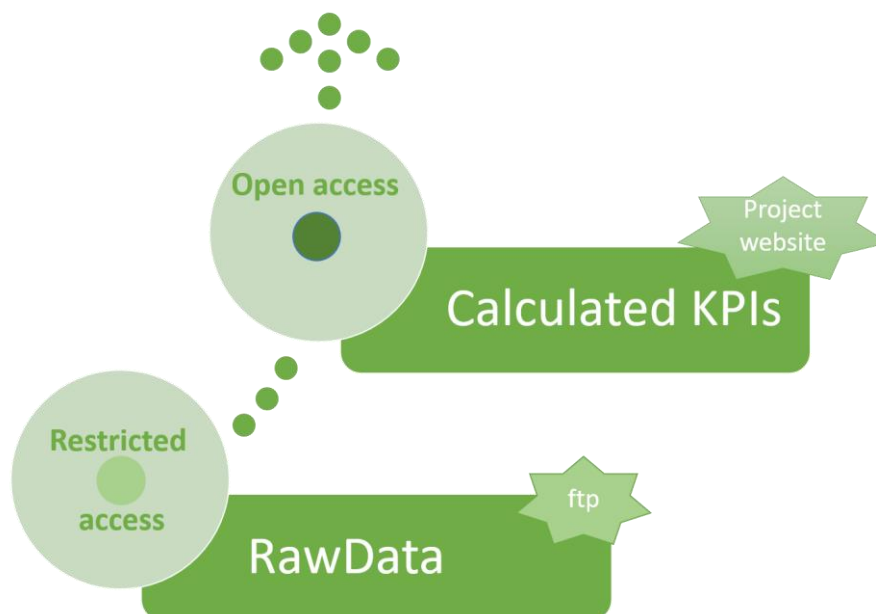 Open access
Project
website
Calculated KPIs
Restricted
access
ftp
RawData